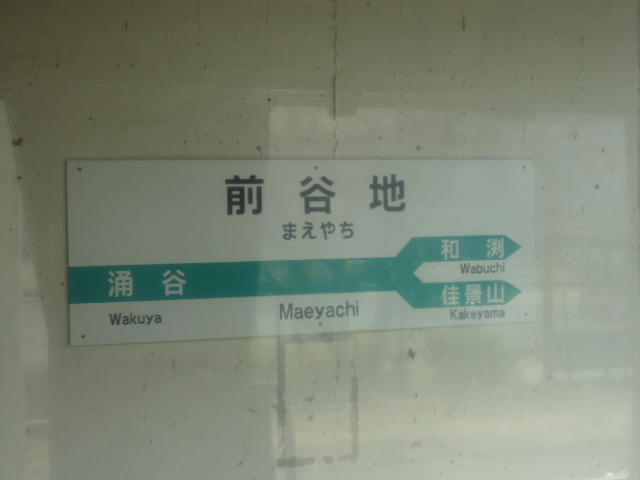 前谷地
まえやち
涌谷
Wakuya
Maeyachi
和渕
Wabuchi
佳景山
Kakeyama